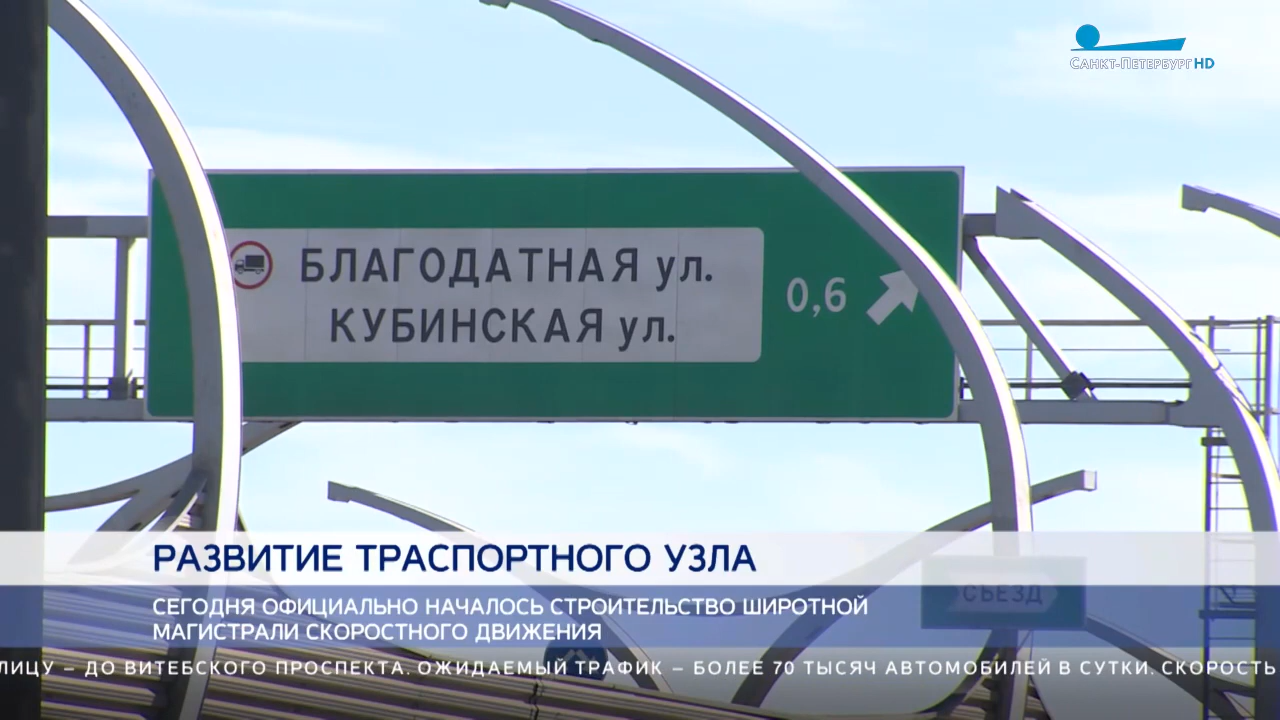 Санкт-Петербург HD
БЛАГОДАТНАЯ ул.
КУБИНСКАЯ ул.
0,6
РАЗВИТИЕ ТРАСПОРТНОГО УЗЛА
СЪЕЗД
СЕГОДНЯ ОФИЦИАЛЬНО НАЧАЛОСЬ СТРОИТЕЛЬСТВО ШИРОТНОЙ
МАГИСТРАЛИ СКОРОСТНОГО ДВИЖЕНИЯ
ЛИЦУ – ДО ВИТЕБСКОГО ПРОСПЕКТА. ОЖИДАЕМЫЙ ТРАФИК – БОЛЕЕ 70 ТЫСЯЧ АВТОМОБИЛЕЙ В СУТКИ. СКОРОСТЬ